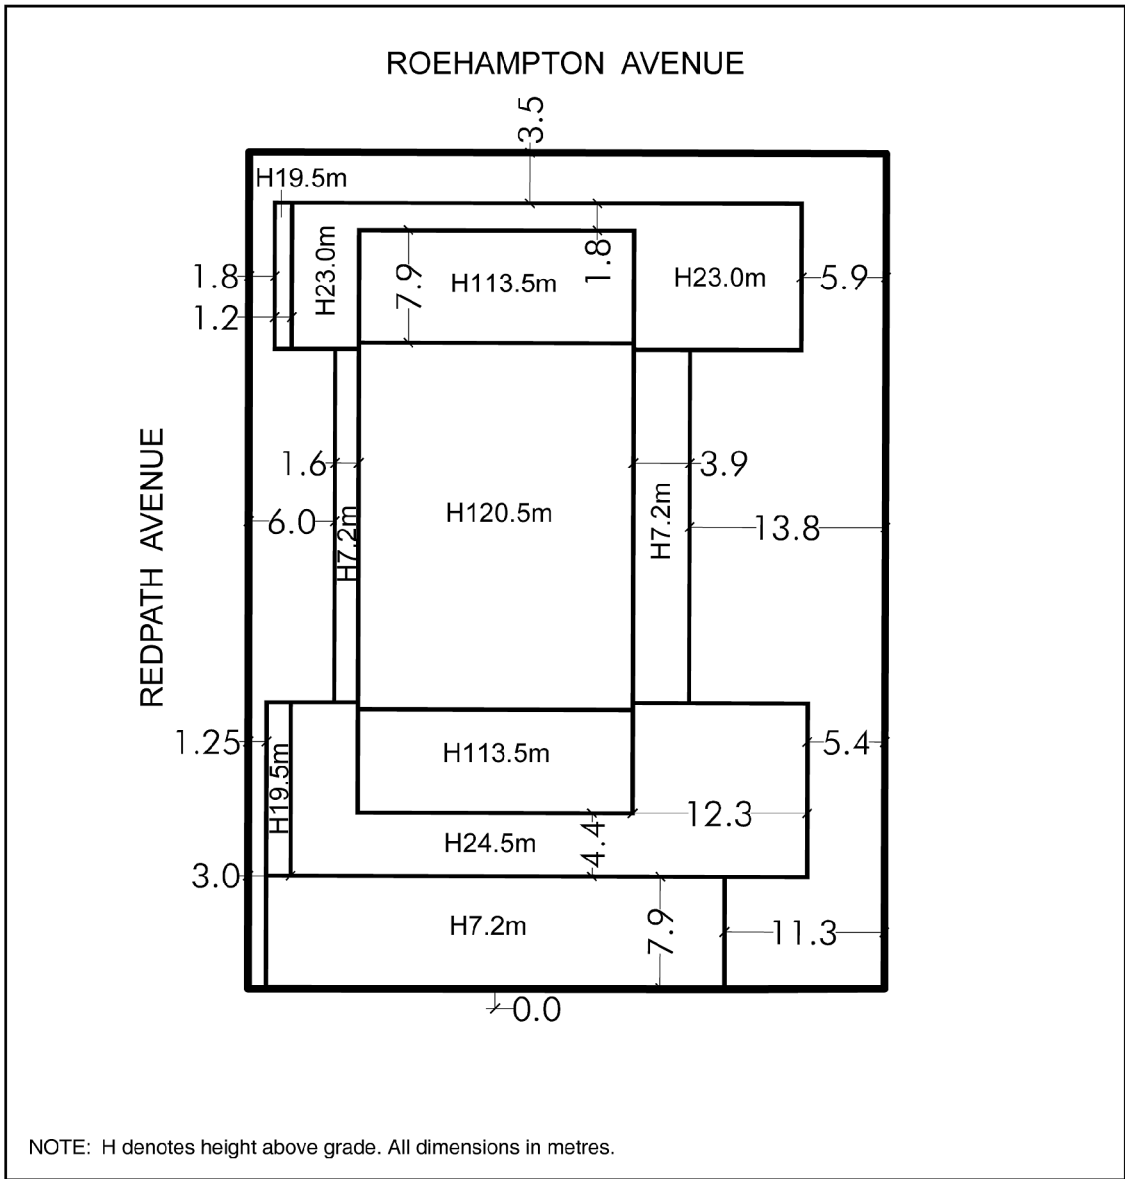 ROEHAMPTON AVENUE
3.5
H19.5m
H23.0m
7.9
H113.5m
1.8
H23.0m
5.9
1.8
1.2
REDPATH AVENUE
1.6
3.9
6.0
H7.2m
H120.5m
H7.2m
13.8
1.25
H19.5m
H113.5m
5.4
12.3
H24.5m
4.4
3.0
H7.2m
7.9
11.3
0.0
NOTE: H denotes height above grade. All dimensions in metres.